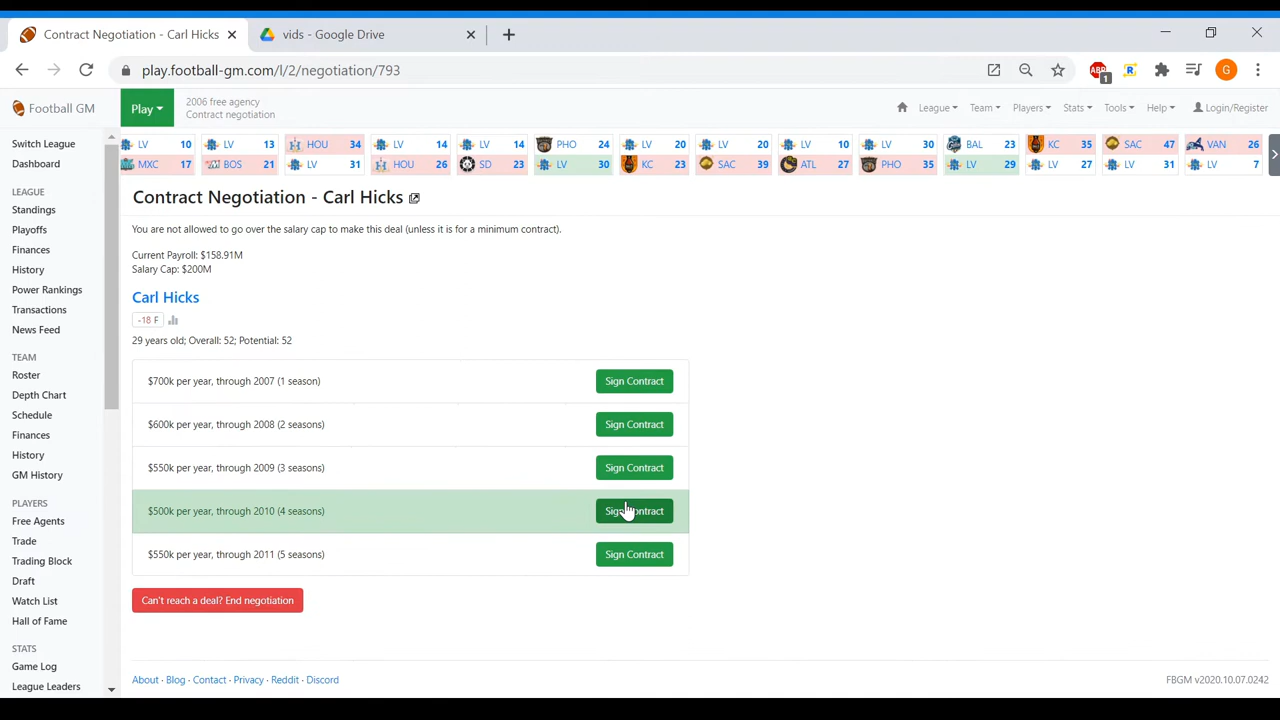 Contract Negotiation - Carl Hicks
vids - Google Drive
play.football-gm.com/l/2/negotiation/793
ABP
1
R
G
Football GM
Play
2006 free agency
Contract negotiation
League
Team
Players
Stats
Tools
Help
Login/Register
LV 10 LV 13 HOU 34 LV 14 LV 14 PHO 24 LV 20 LV 20 LV 10 LV 30 BAL 23 KC 35 SAC 47 VAN 26
MXC 17 BOS 21 LV 31 HOU 26 SD 23 LV 30 KC 23 SAC 39 ATL 27 PHO 35 LV 29 LV 27 LV 31 LV 7
Switch League
Dashboard
LEAGUE
Standings
Playoffs
Finances
History
Power Rankings
Transactions
News Feed
TEAM
Roster
Depth Chart
Schedule
Finances
History
GM History
PLAYERS
Free Agents
Trade
Trading Block
Draft
Watch List
Hall of Fame
STATS
Game Log
League Leaders
Contract Negotiation - Carl Hicks
You are not allowed to go over the salary cap to make this deal (unless it is for a minimum contract).
Current Payroll: $158.91M
Salary Cap: $200M
Carl Hicks
-18 F
29 years old; Overall: 52; Potential: 52
$700k per year, through 2007 (1 season) Sign Contract
$600k per year, through 2008 (2 seasons) Sign Contract
$550k per year, through 2009 (3 seasons) Sign Contract
$500k per year, through 2010 (4 seasons) Sign Contract
$550k per year, through 2011 (5 seasons) Sign Contract
Can't reach a deal? End negotiation
About · Blog · Contact · Privacy · Reddit · Discord
FBGM v2020.10.07.0242